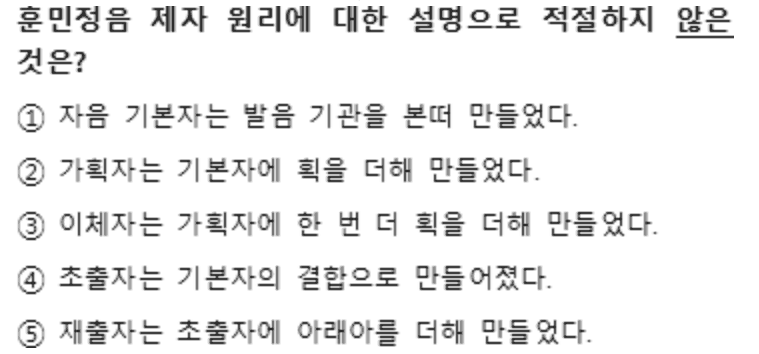 훈민정음 제자 원리에 대한 설명으로 적절하지 않은
것은?
① 자음 기본자는 발음 기관을 본떠 만들었다.
② 가획자는 기본자에 획을 더해 만들었다.
③ 이체자는 가획자에 한 번 더 획을 더해 만들었다.
④ 초출자는 기본자의 결합으로 만들어졌다.
⑤ 재출자는 초출자에 아래아를 더해 만들었다.